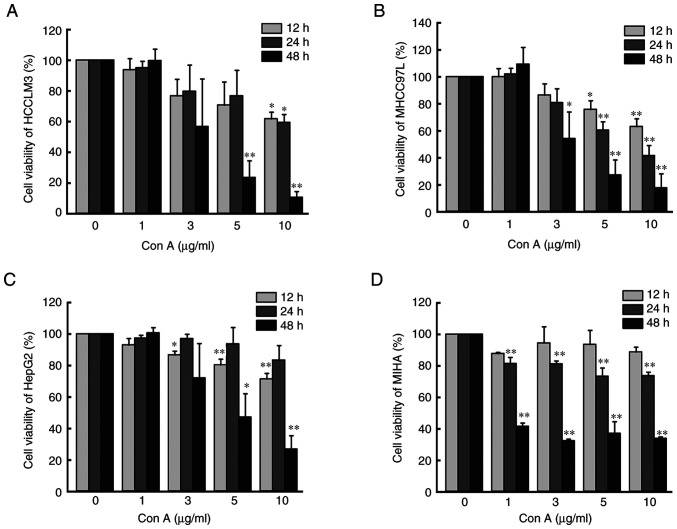 A
12 h
24 h
48 h
Cell viability of HCCLM3 (%)
120
100
80
60
40
20
0
* *
**
**
0 1 3 5 10
Con A (μg/ml)
B
12 h
24 h
48 h
Cell viability of MHCC97L (%)
140
120
100
80
60
40
20
0
*
*
**
**
**
**
**
0 1 3 5 10
Con A (μg/ml)
C
12 h
24 h
48 h
Cell viability of HepG2 (%)
120
100
80
60
40
20
0
*
**
*
**
**
0 1 3 5 10
Con A (μg/ml)
D
12 h
24 h
48 h
Cell viability of MIHA (%)
120
100
80
60
40
20
0
**
**
**
**
**
**
**
**
0 1 3 5 10
Con A (μg/ml)